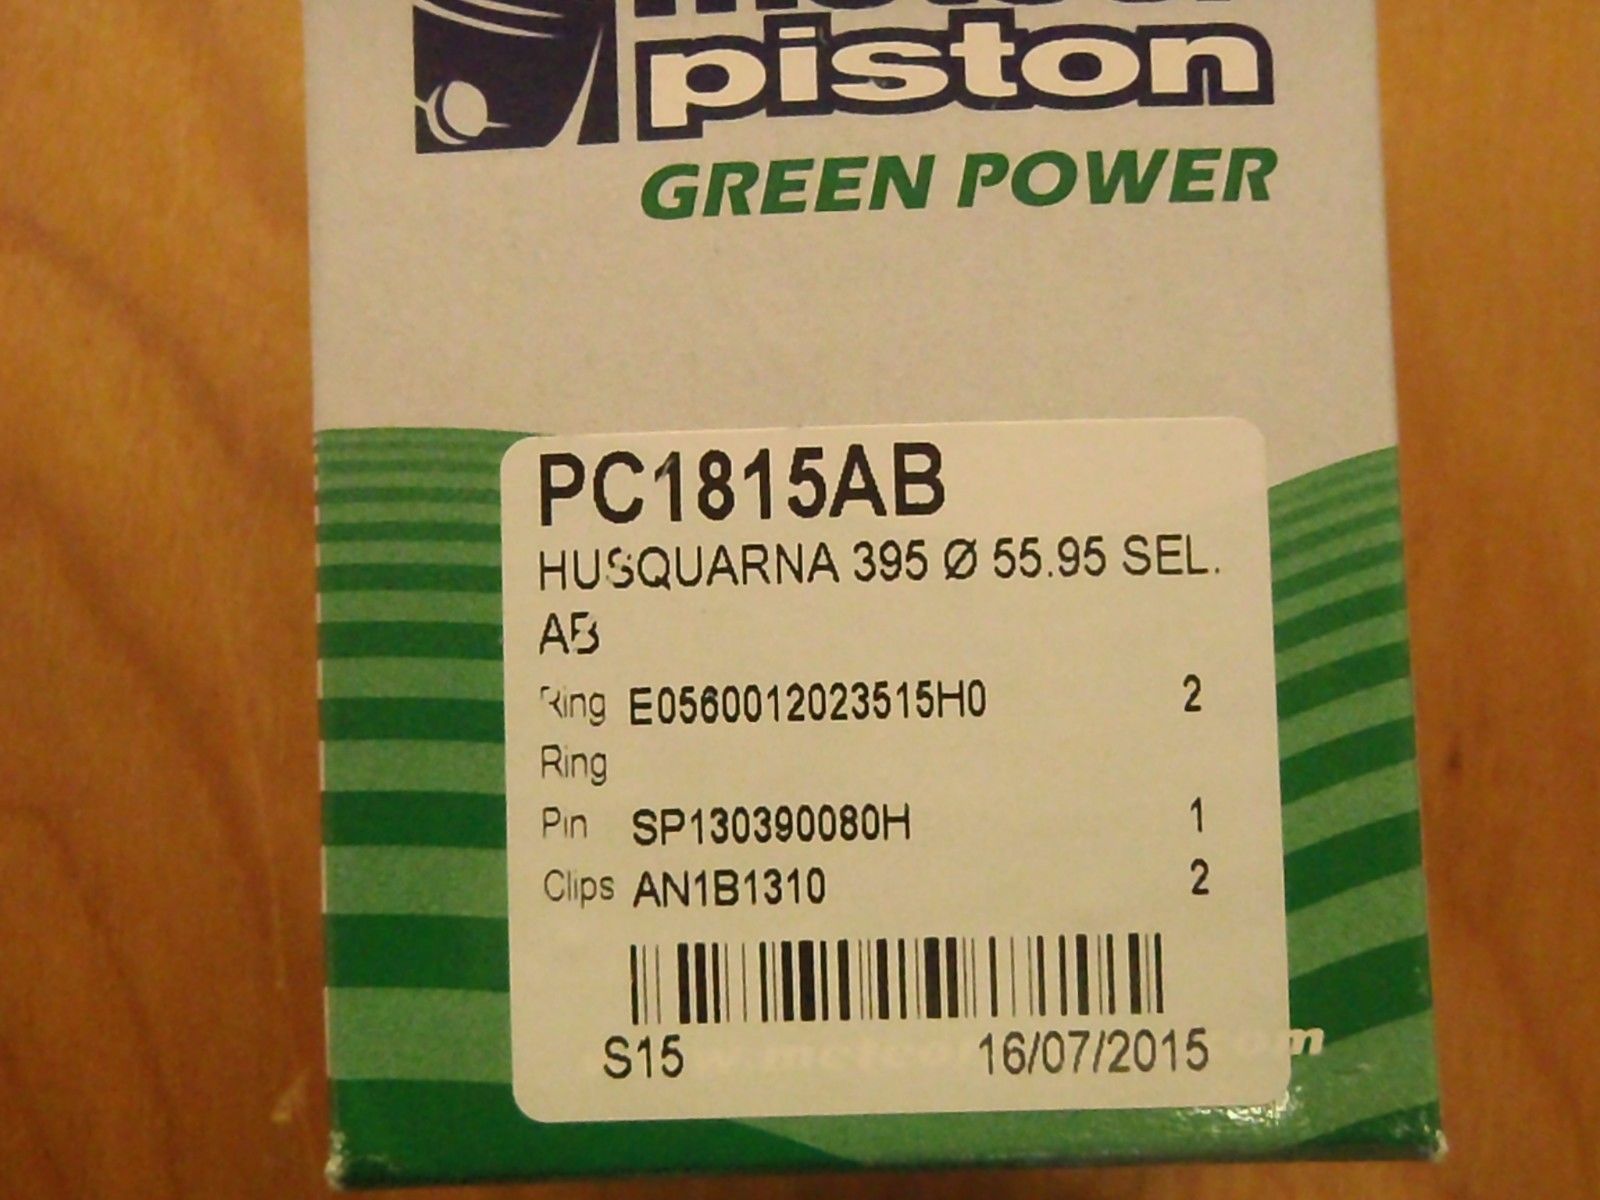 meteor
piston
GREEN POWER
PC1815AB
HUSQUARNA 395 Ø 55.95 SEL.
AB
Ring E0560012023515H0 2
Ring
Pin SP130390080H 1
Clips AN1B1310 2
S15 16/07/2015